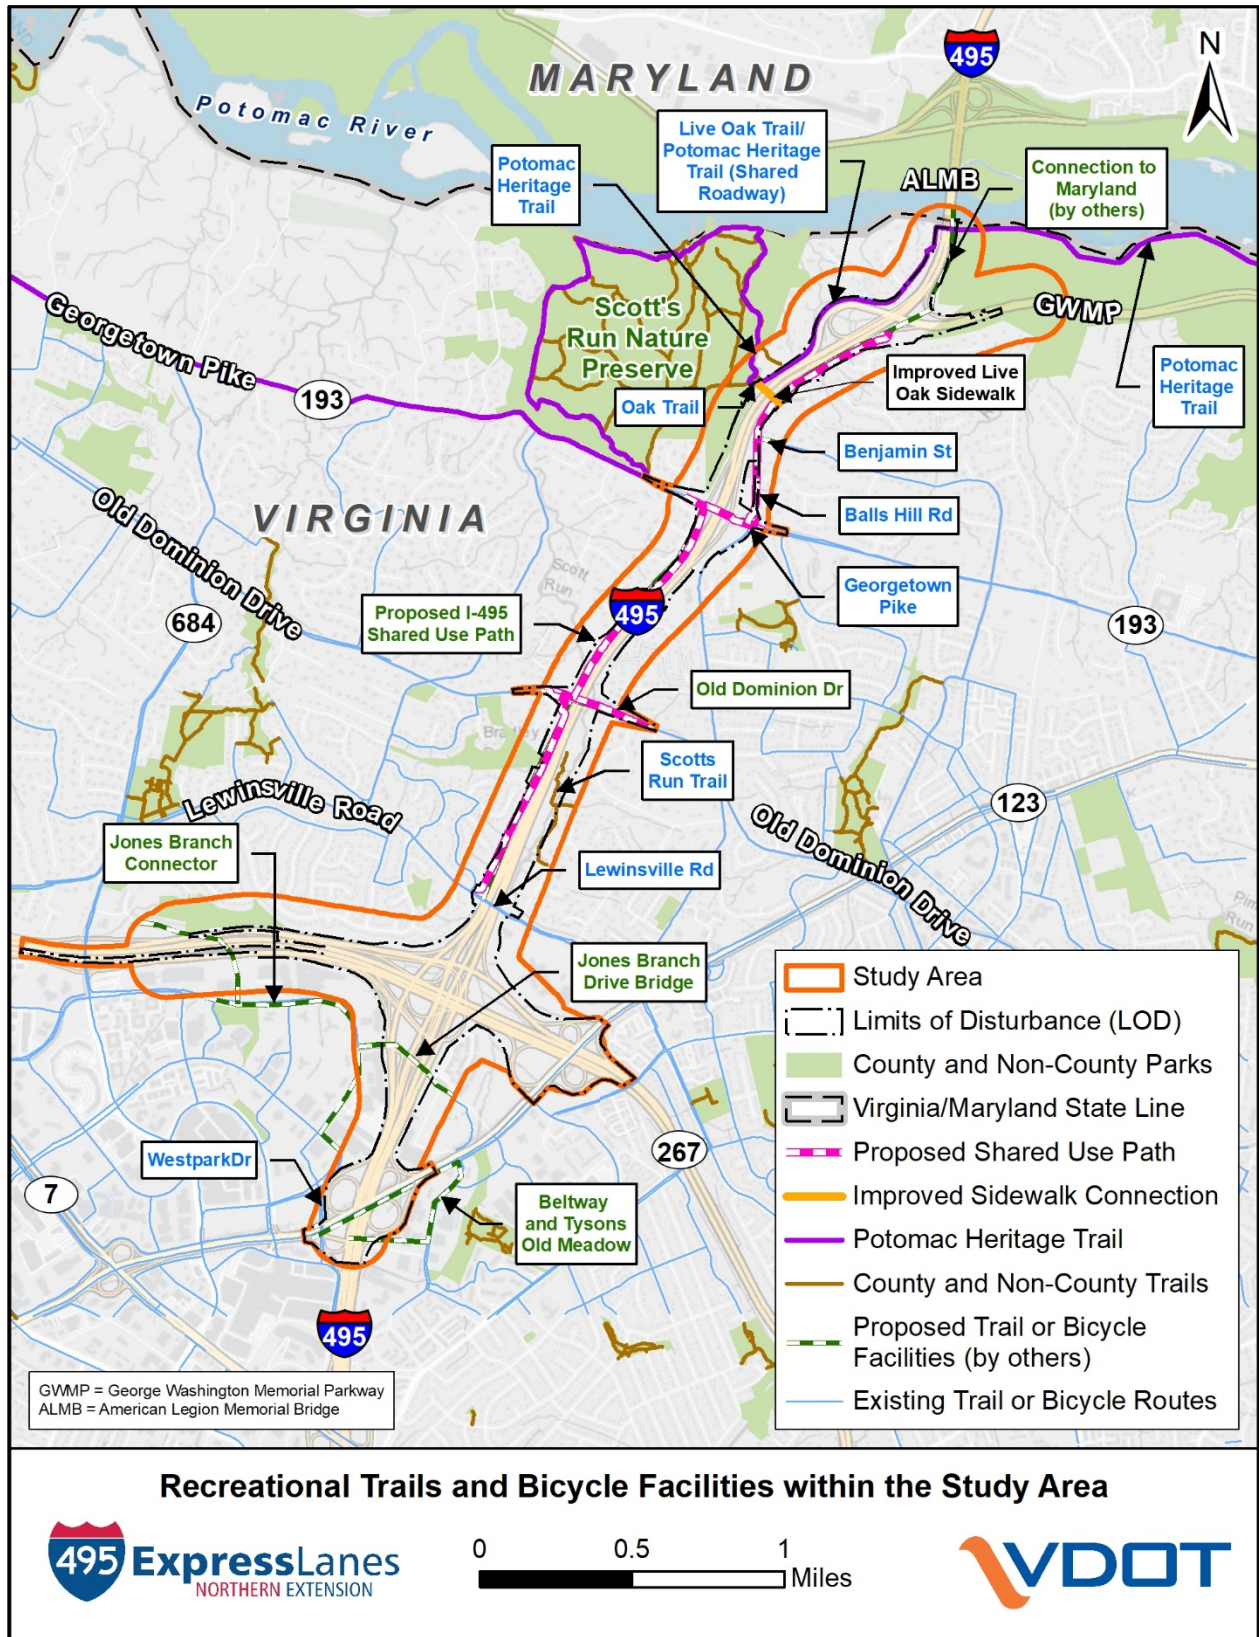 495
N
MARYLAND
Potomac River
Live Oak Trail/
Potomac Heritage
Trail (Shared
Roadway)
Potomac
Heritage
Trail
ALMB
Connection to
Maryland
(by others)
GWMP
Scott's
Run Nature
Preserve
Georgetown Pike
193
Improved Live
Oak Sidewalk
Potomac
Heritage
Trail
Oak Trail
Benjamin St
VIRGINIA
Balls Hill Rd
Old Dominion Drive
Scott
Run
Georgetown
Pike
Proposed I-495
Shared Use Path
495
684
193
Old Dominion Dr
Scotts
Run Trail
Lewinsville Road
123
Old Dominion Drive
Jones Branch
Connector
Lewinsville Rd
Run
Jones Branch
Drive Bridge
WestparkDr
267
7
Beltway
and Tysons
Old Meadow
495
Study Area
Limits of Disturbance (LOD)
County and Non-County Parks
Virginia/Maryland State Line
Proposed Shared Use Path
Improved Sidewalk Connection
Potomac Heritage Trail
County and Non-County Trails
Proposed Trail or Bicycle
Facilities (by others)
Existing Trail or Bicycle Routes
GWMP = George Washington Memorial Parkway
ALMB = American Legion Memorial Bridge
Recreational Trails and Bicycle Facilities within the Study Area
495 ExpressLanes
NORTHERN EXTENSION
0 0.5 1
Miles
VDOT